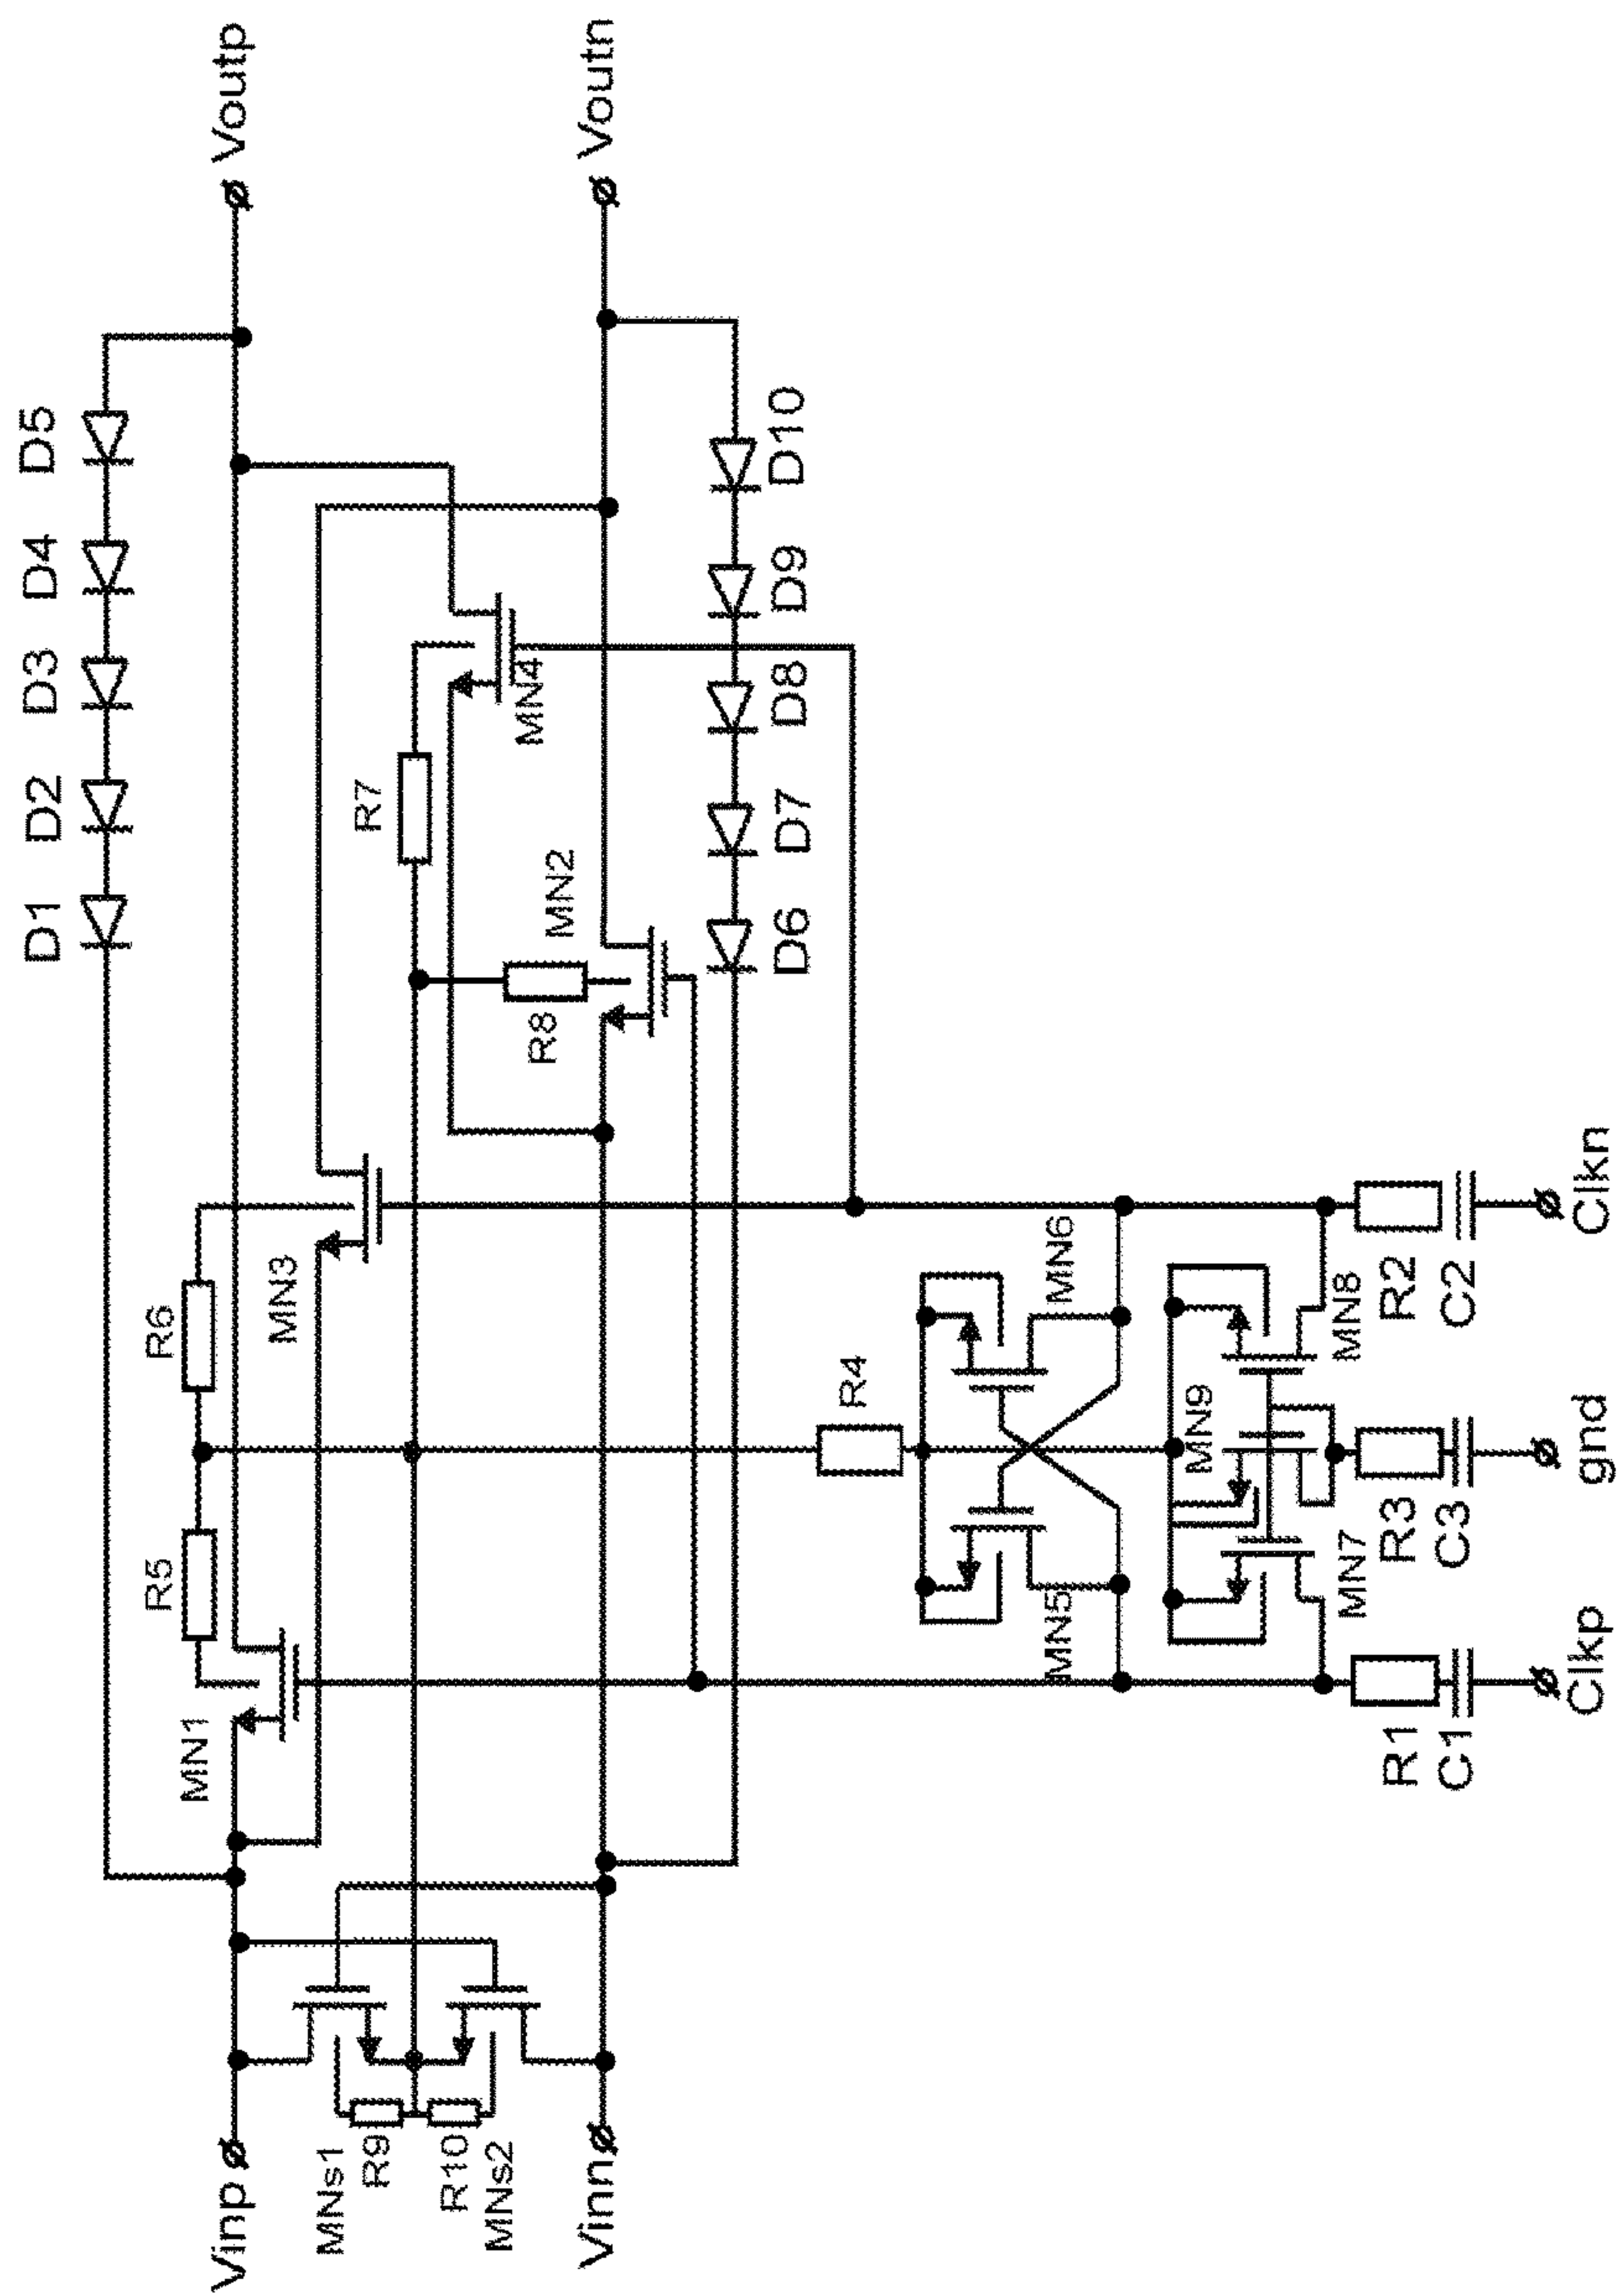 D1
D2
D3
D4
D5
Vinp
Voutp
MN1
R5
R6
MN3
MNs1
R9
R10
MNs2
R7
MN4
MN2
R8
Vinn
Voutn
D6
D7
D8
D9
D10
R4
MN5
MN6
MN9
MN7
MN8
R1
C1
R3
C3
R2
C2
Clkp
gnd
Clkn